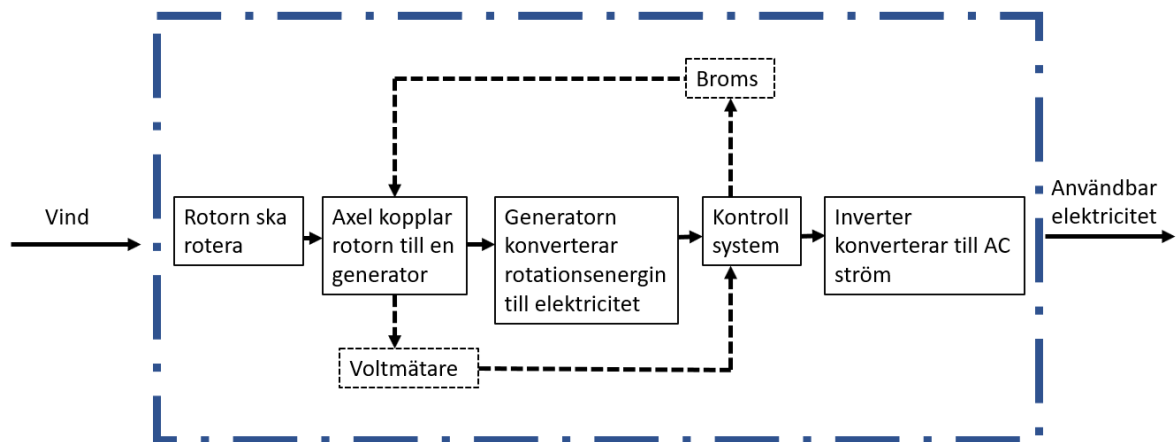 Broms
Vind
Rotorn ska
rotera
Axel kopplar
rotorn till en
generator
Generatorn
konverterar
rotationsenergin
till elektricitet
Kontroll
system
Inverter
konverterar till AC
ström
Användbar
elektricitet
Voltmätare